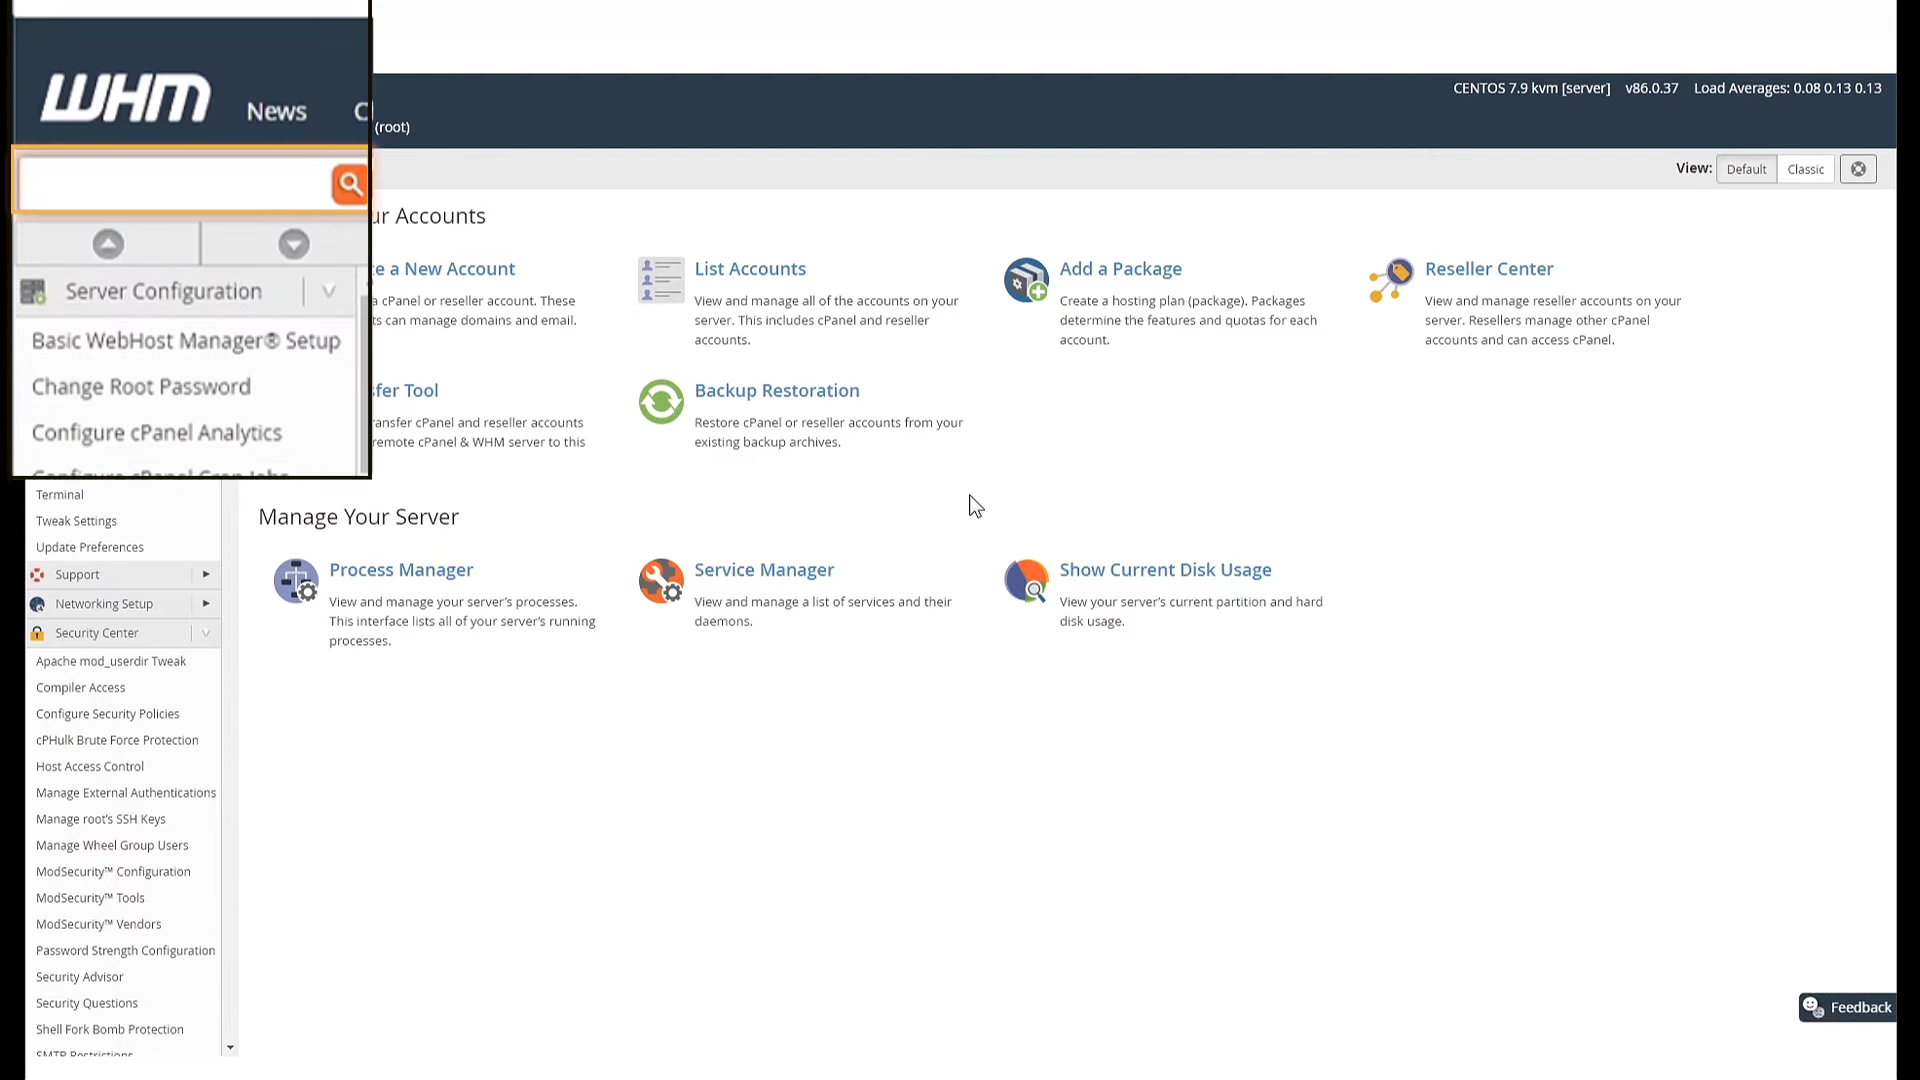 WHM
News
(root)
CENTOS 7.9 kvm [server] v86.0.37 Load Averages: 0.08 0.13 0.13
View: Default Classic
Server Configuration
Basic WebHost Manager® Setup
Change Root Password
Configure cPanel Analytics
Configure cPanel Cron Jobs
Terminal
Tweak Settings
Update Preferences
Support
Networking Setup
Security Center
Apache mod_userdir Tweak
Compiler Access
Configure Security Policies
cPHulk Brute Force Protection
Host Access Control
Manage External Authentications
Manage root's SSH Keys
Manage Wheel Group Users
ModSecurity™ Configuration
ModSecurity™ Tools
ModSecurity™ Vendors
Password Strength Configuration
Security Advisor
Security Questions
Shell Fork Bomb Protection
SMTP Restrictions
ur Accounts
te a New Account
a cPanel or reseller account. These
ts can manage domains and email.
List Accounts
View and manage all of the accounts on your
server. This includes cPanel and reseller
accounts.
Add a Package
Create a hosting plan (package). Packages
determine the features and quotas for each
account.
Reseller Center
View and manage reseller accounts on your
server. Resellers manage other cPanel
accounts and can access cPanel.
sfer Tool
ransfer cPanel and reseller accounts
remote cPanel & WHM server to this
Backup Restoration
Restore cPanel or reseller accounts from your
existing backup archives.
Manage Your Server
Process Manager
View and manage your server's processes.
This interface lists all of your server's running
processes.
Service Manager
View and manage a list of services and their
daemons.
Show Current Disk Usage
View your server's current partition and hard
disk usage.
Feedback